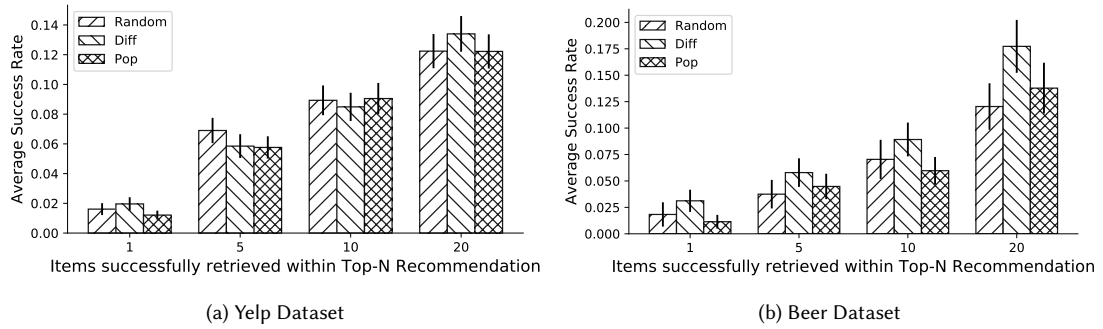 Average Success Rate
0.14
0.12
0.10
0.08
0.06
0.04
0.02
0.00
Random
Diff
Pop
1 5 10 20
Items successfully retrieved within Top-N Recommendation
(a) Yelp Dataset
Average Success Rate
0.200
0.175
0.150
0.125
0.100
0.075
0.050
0.025
0.000
Random
Diff
Pop
1 5 10 20
Items successfully retrieved within Top-N Recommendation
(b) Beer Dataset